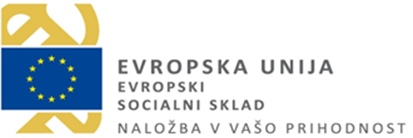 EVROPSKA UNIJA
EVROPSKI
SOCIALNI SKLAD
NALOŽBA V VAŠO PRIHODNOST